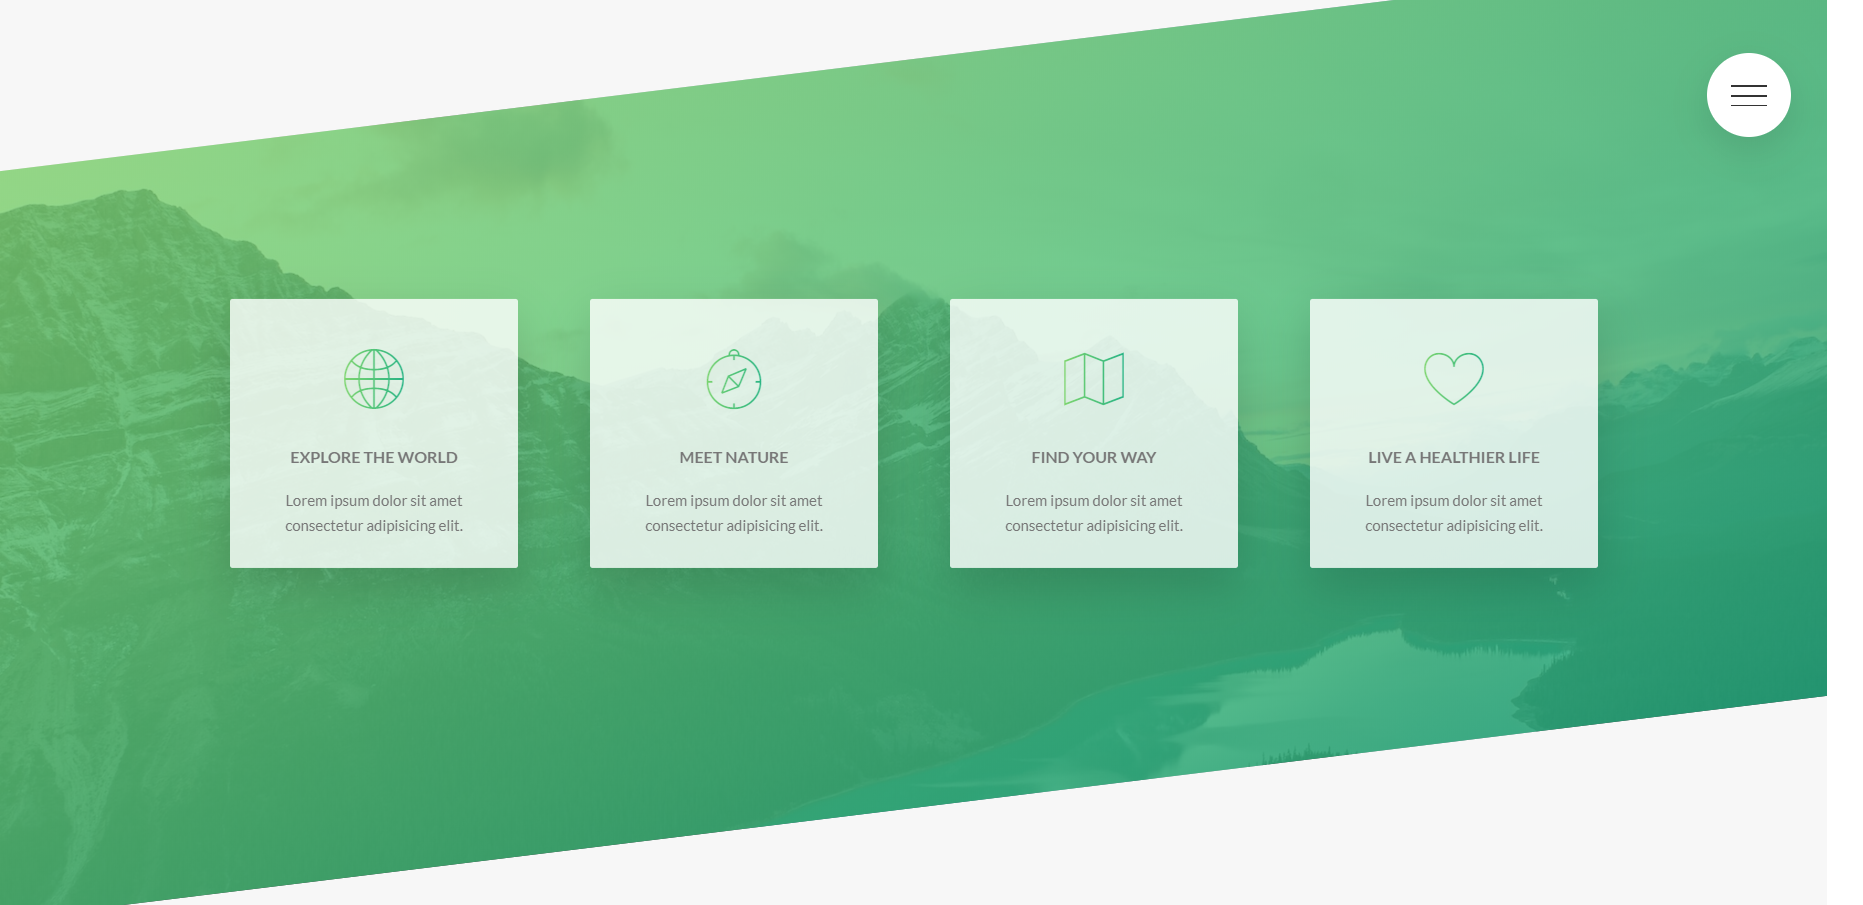 EXPLORE THE WORLD
Lorem ipsum dolor sit amet
consectetur adipisicing elit.
MEET NATURE
Lorem ipsum dolor sit amet
consectetur adipisicing elit.
FIND YOUR WAY
Lorem ipsum dolor sit amet
consectetur adipisicing elit.
LIVE A HEALTHIER LIFE
Lorem ipsum dolor sit amet
consectetur adipisicing elit.